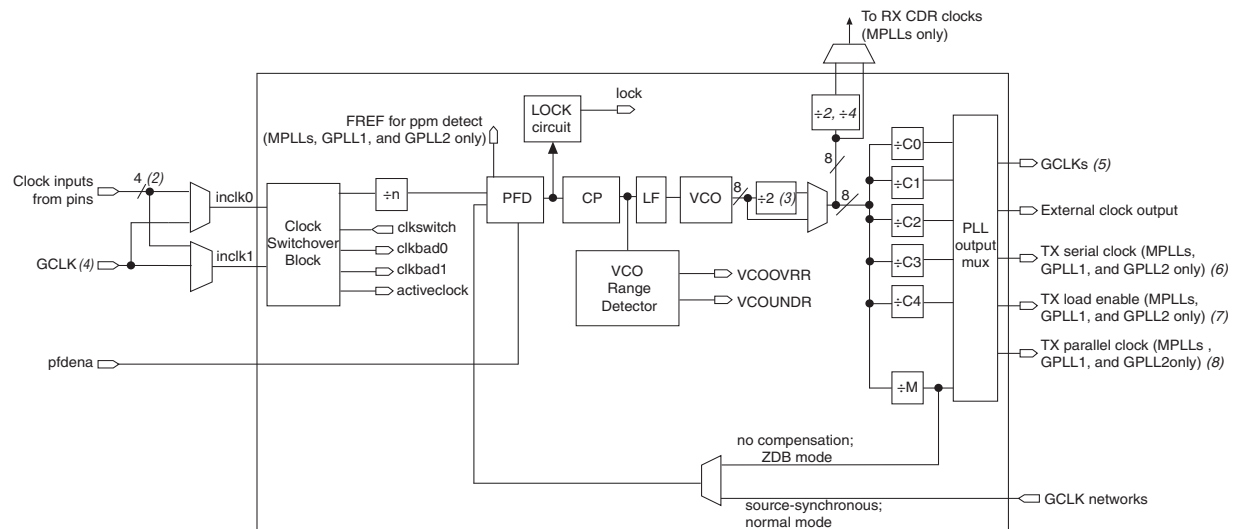 To RX CDR clocks
(MPLLs only)
lock
LOCK
circuit
÷2, ÷4
FREF for ppm detect
(MPLLs, GPLL1, and GPLL2 only)
8
÷C0
GCLKs (5)
Clock inputs
from pins
4 (2)
inclk0
÷n
PFD
CP
LF
VCO
8
÷2 (3)
8
÷C1
External clock output
Clock
Switchover
Block
clkswitch
clkbad0
clkbad1
activeclock
÷C2
PLL
output
mux
GCLK (4)
inclk1
VCO
Range
Detector
VCOOVRR
VCOUNDR
÷C3
÷C4
TX serial clock (MPLLs,
GPLL1, and GPLL2 only) (6)
TX load enable (MPLLs,
GPLL1, and GPLL2 only) (7)
TX parallel clock (MPLLs ,
GPLL1, and GPLL2only) (8)
pfdena
÷M
no compensation;
ZDB mode
source-synchronous;
normal mode
GCLK networks